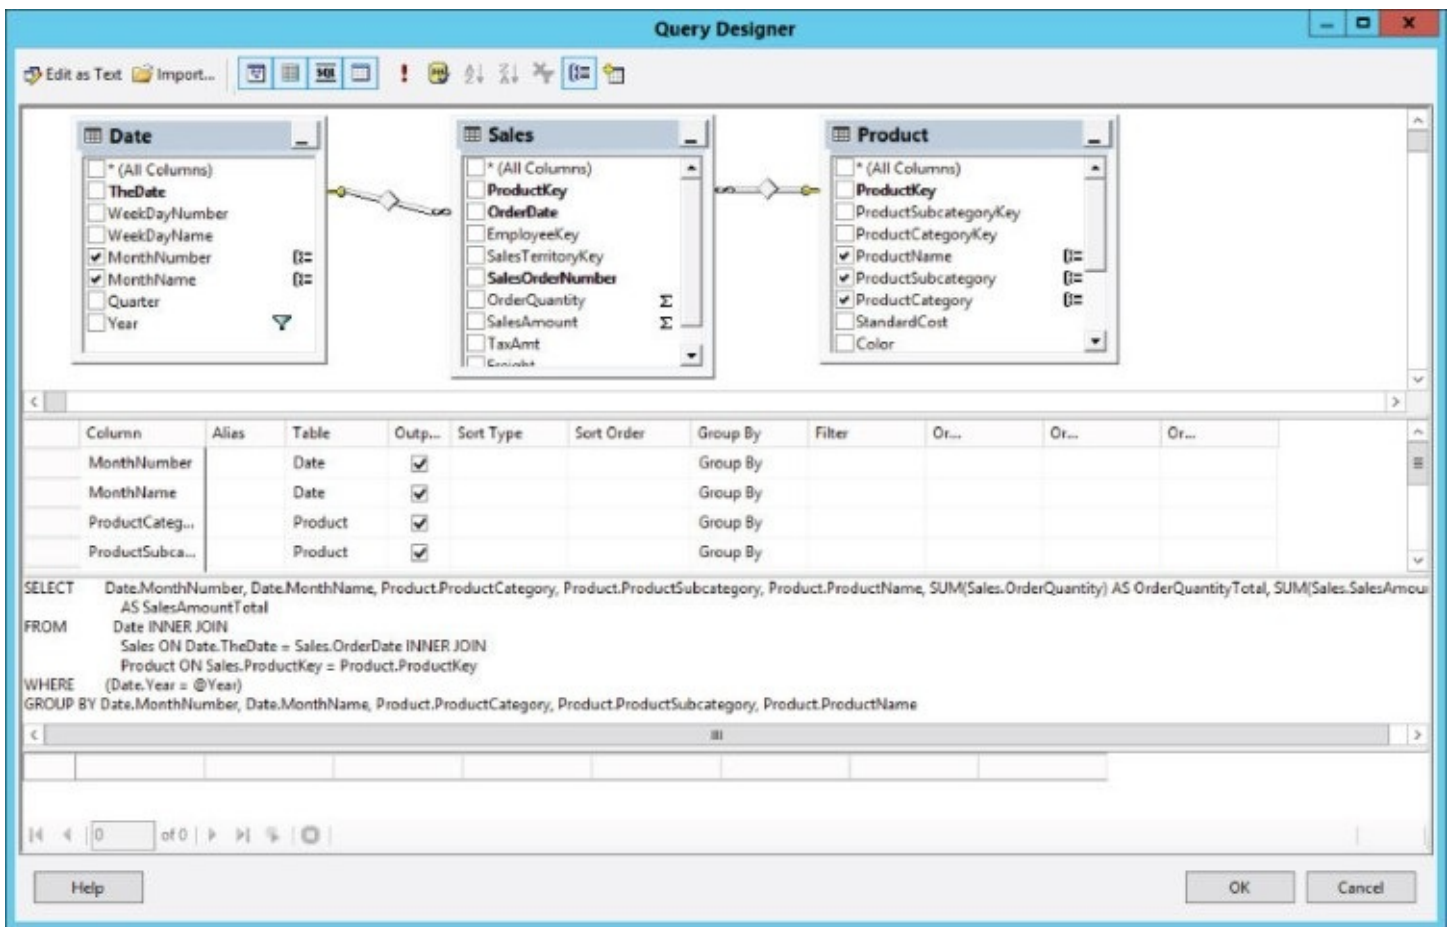 Query Designer
Edit as Text Import...
SQL
Date
* (All Columns)
TheDate
WeekDayNumber
WeekDayName
MonthNumber
MonthName
Quarter
Year
Sales
* (All Columns)
ProductKey
OrderDate
EmployeeKey
SalesTerritoryKey
SalesOrderNumber
OrderQuantity Σ
SalesAmount Σ
TaxAmt
Freight
Product
* (All Columns)
ProductKey
ProductSubcategoryKey
ProductCategoryKey
ProductName
ProductSubcategory
ProductCategory
StandardCost
Color
Column Alias Table Outp... Sort Type Sort Order Group By Filter Or... Or... Or...
MonthNumber Date Group By
MonthName Date Group By
ProductCateg... Product Group By
ProductSubca... Product Group By
SELECT Date.MonthNumber, Date.MonthName, Product.ProductCategory, Product.ProductSubcategory, Product.ProductName, SUM(Sales.OrderQuantity) AS OrderQuantityTotal, SUM(Sales.SalesAmou
AS SalesAmountTotal
FROM Date INNER JOIN
Sales ON Date.TheDate = Sales.OrderDate INNER JOIN
Product ON Sales.ProductKey = Product.ProductKey
WHERE (Date.Year = @Year)
GROUP BY Date.MonthNumber, Date.MonthName, Product.ProductCategory, Product.ProductSubcategory, Product.ProductName
0 of 0
Help OK Cancel